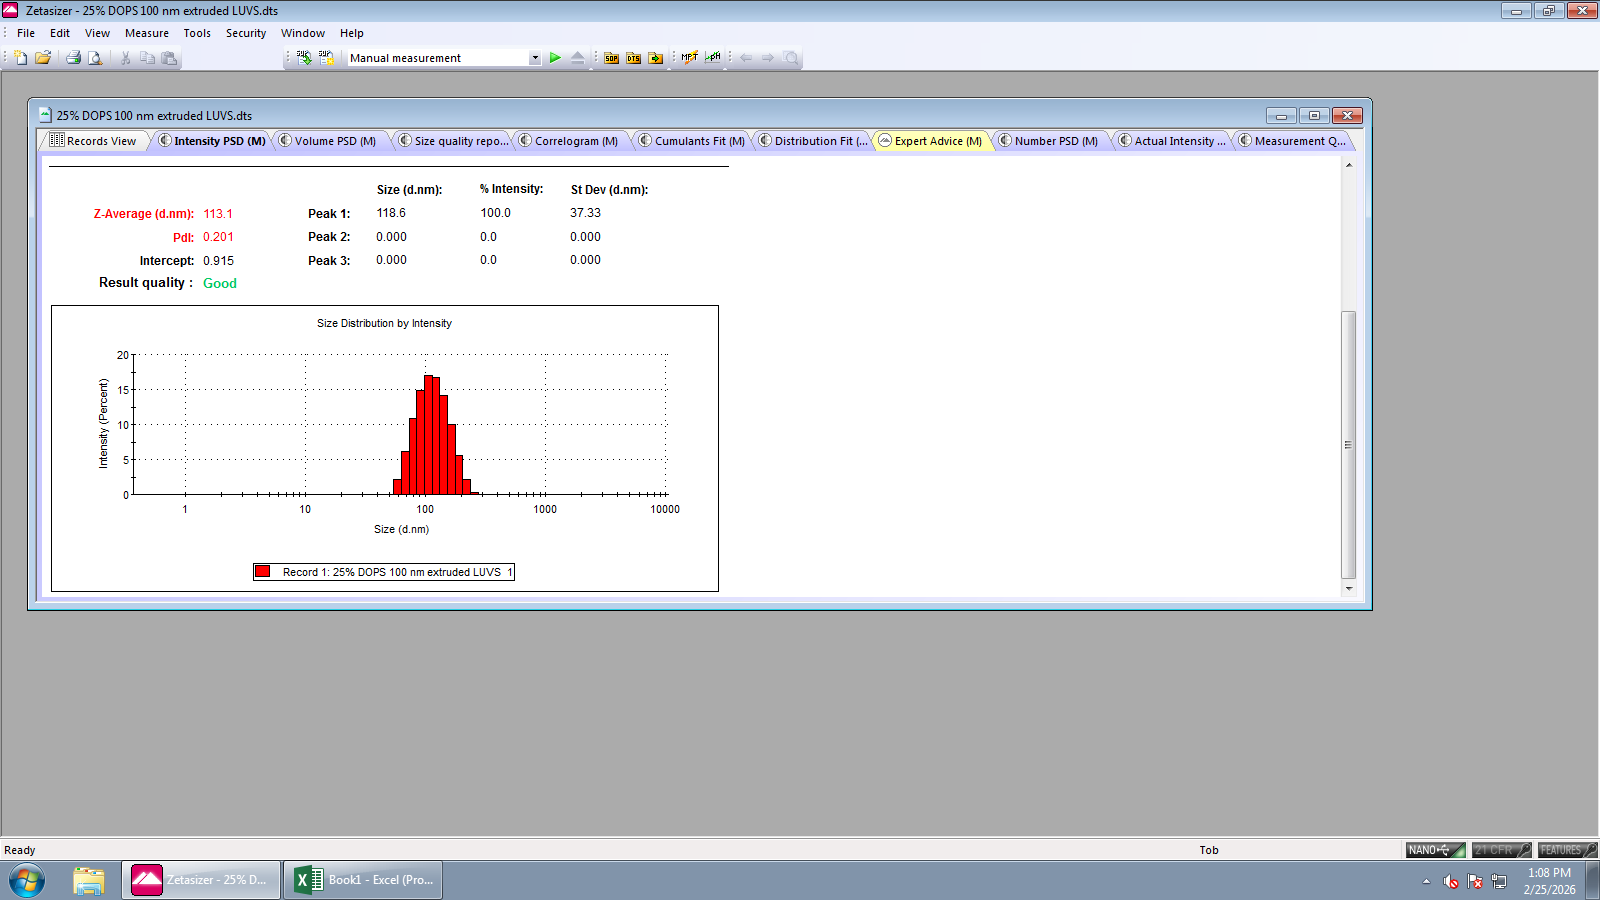 Zetasizer - 25% DOPS 100 nm extruded LUVS.dts
File Edit View Measure Tools Security Window Help
Manual measurement
SOP DTS MPT pH
25% DOPS 100 nm extruded LUVS.dts
Records View Intensity PSD (M) Volume PSD (M) Size quality repo... Correlogram (M) Cumulants Fit (M) Distribution Fit (... Expert Advice (M) Number PSD (M) Actual Intensity ... Measurement Q...
Size (d.nm): % Intensity: St Dev (d.nm):
Z-Average (d.nm): 113.1 Peak 1: 118.6 100.0 37.33
PdI: 0.201 Peak 2: 0.000 0.0 0.000
Intercept: 0.915 Peak 3: 0.000 0.0 0.000
Result quality : Good
Size Distribution by Intensity
Intensity (Percent)
20
15
10
5
0
1 10 100 1000 10000
Size (d.nm)
Record 1: 25% DOPS 100 nm extruded LUVS 1
Ready Tob NANO 21 CFR FEATURES
Zetasizer - 25% D... Book1 - Excel (Pro...
1:08 PM
2/25/2026